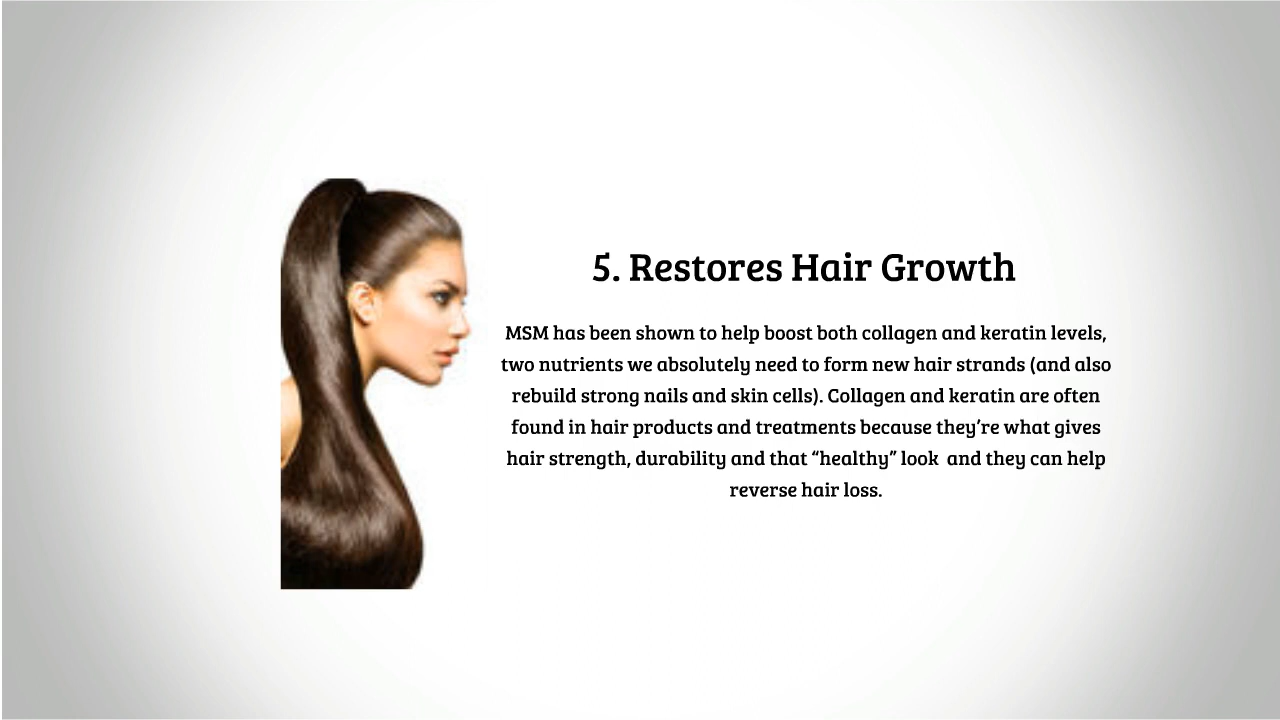 5. Restores Hair Growth
MSM has been shown to help boost both collagen and keratin levels,
two nutrients we absolutely need to form new hair strands (and also
rebuild strong nails and skin cells). Collagen and keratin are often
found in hair products and treatments because they’re what gives
hair strength, durability and that “healthy” look  and they can help
reverse hair loss.